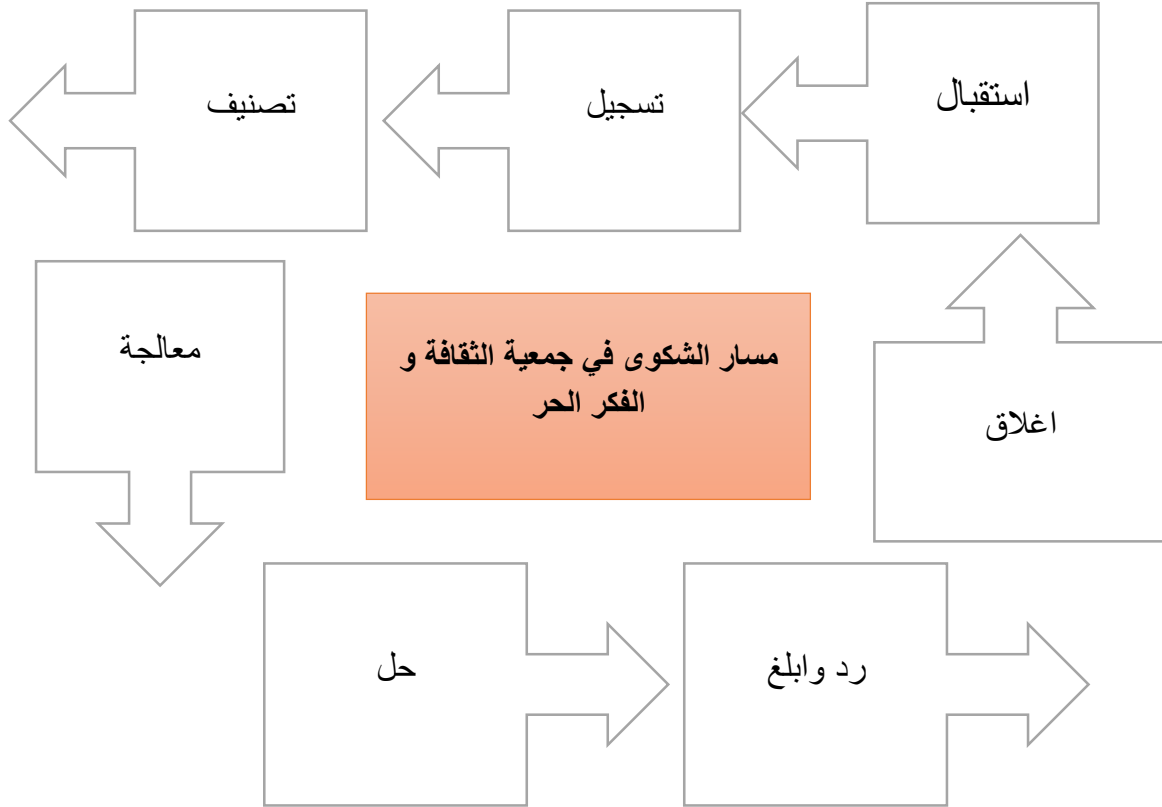 استقبال
تسجيل
تصنيف
معالجة
مسار الشكوى في جمعية الثقافة و
الفكر الحر
اغلاق
حل
رد وابلغ